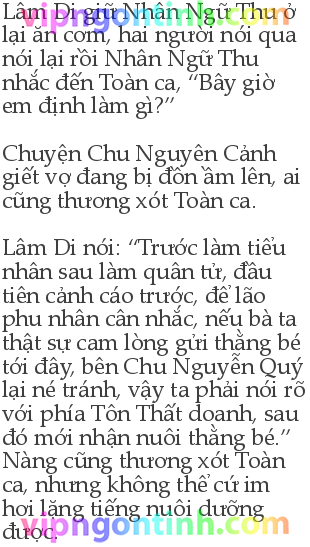 Lâm Di giữ Nhân Ngữ Thu ở
lại ăn cơm, hai người nói qua
nói lại rồi Nhân Ngữ Thu
nhắc đến Toàn ca, “Bây giờ
em định làm gì?”
Chuyện Chu Nguyên Cảnh
giết vợ đang bị đồn ầm lên, ai
cũng thương xót Toàn ca.
Lâm Di nói: “Trước làm tiểu
nhân sau làm quân tử, đầu
tiên cảnh cáo trước, để lão
phu nhân cân nhắc, nếu bà ta
thật sự cam lòng gửi thằng bé
tới đây, bên Chu Nguyễn Quý
lại né tránh, vậy ta phải nói rõ
với phía Tôn Thất doanh, sau
đó mới nhận nuôi thằng bé.”
Nàng cũng thương xót Toàn
ca, nhưng không thể cứ im
hơi lặng tiếng nuôi dưỡng
được.
vipngontinh.com
vipngontinh.com